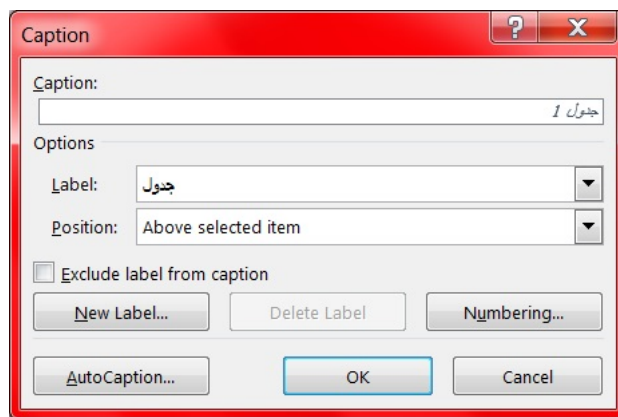 Caption
Caption:
جدول 1
Options
Label: جدول
Position: Above selected item
Exclude label from caption
New Label... Delete Label Numbering...
AutoCaption... OK Cancel